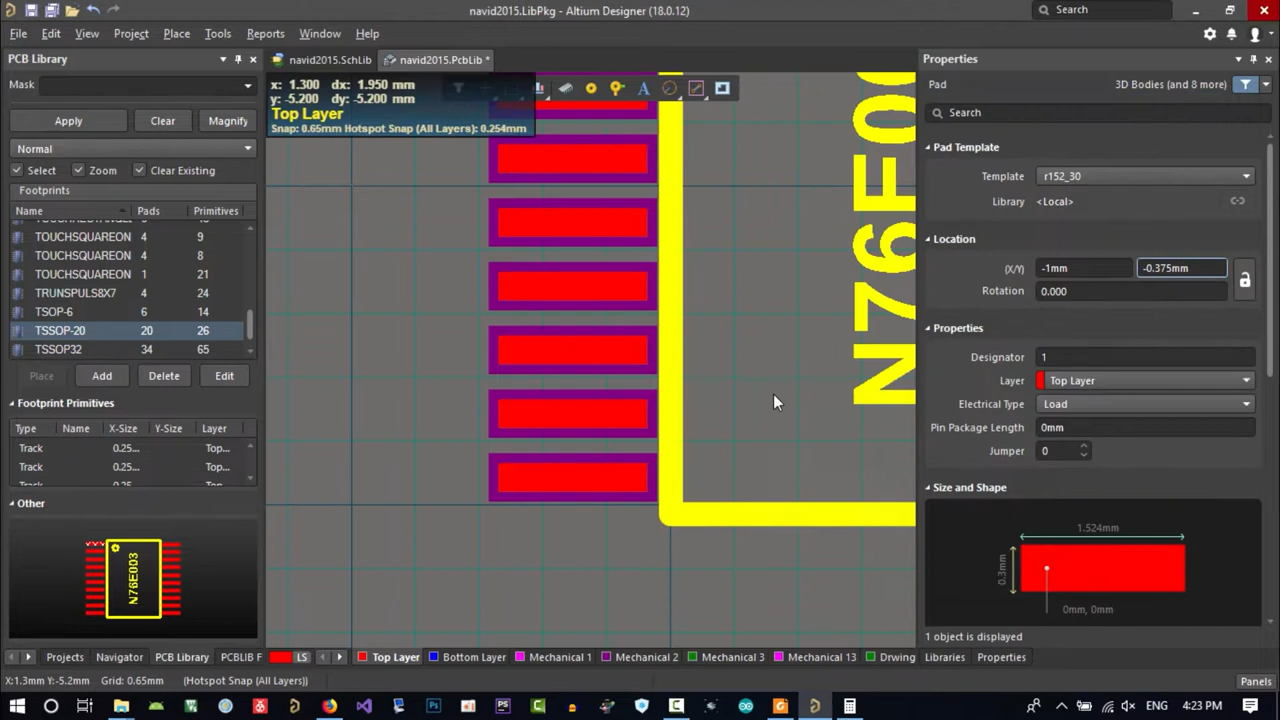 navid2015.LibPkg - Altium Designer (18.0.12)
Search
File Edit View Project Place Tools Reports Window Help
PCB Library
navid2015.SchLib
navid2015.PcbLib *
Properties
Mask
Apply Clear Magnify
Normal
Select Zoom Clear Existing
Footprints
Name Pads Primitives
TOUCHSQUAREON 4 9
TOUCHSQUAREON 4 8
TOUCHSQUAREON 1 21
TRUNSPULS8X7 4 24
TSOP-6 6 14
TSSOP-20 20 26
TSSOP32 34 65
Place Add Delete Edit
Footprint Primitives
Type Name X-Size Y-Size Layer
Track 0.25... Top...
Track 0.25... Top...
Track 0.25... Top...
Other
N76E003
x: 1.300 dx: 1.950 mm
y: -5.200 dy: -5.200 mm
Top Layer
Snap: 0.65mm Hotspot Snap (All Layers): 0.254mm
A
N76E00
Pad 3D Bodies (and 8 more)
Search
Pad Template
Template r152_30
Library <Local>
Location
(X/Y) -1mm -0.375mm
Rotation 0.000
Properties
Designator 1
Layer Top Layer
Electrical Type Load
Pin Package Length 0mm
Jumper 0
Size and Shape
1.524mm
0.3mm
0mm, 0mm
1 object is displayed
Projects Navigator PCB Library PCBLIB F
LS Top Layer Bottom Layer Mechanical 1 Mechanical 2 Mechanical 3 Mechanical 13 Drwing
Libraries Properties
X:1.3mm Y:-5.2mm Grid: 0.65mm (Hotspot Snap (All Layers))
Panels
ENG 4:23 PM